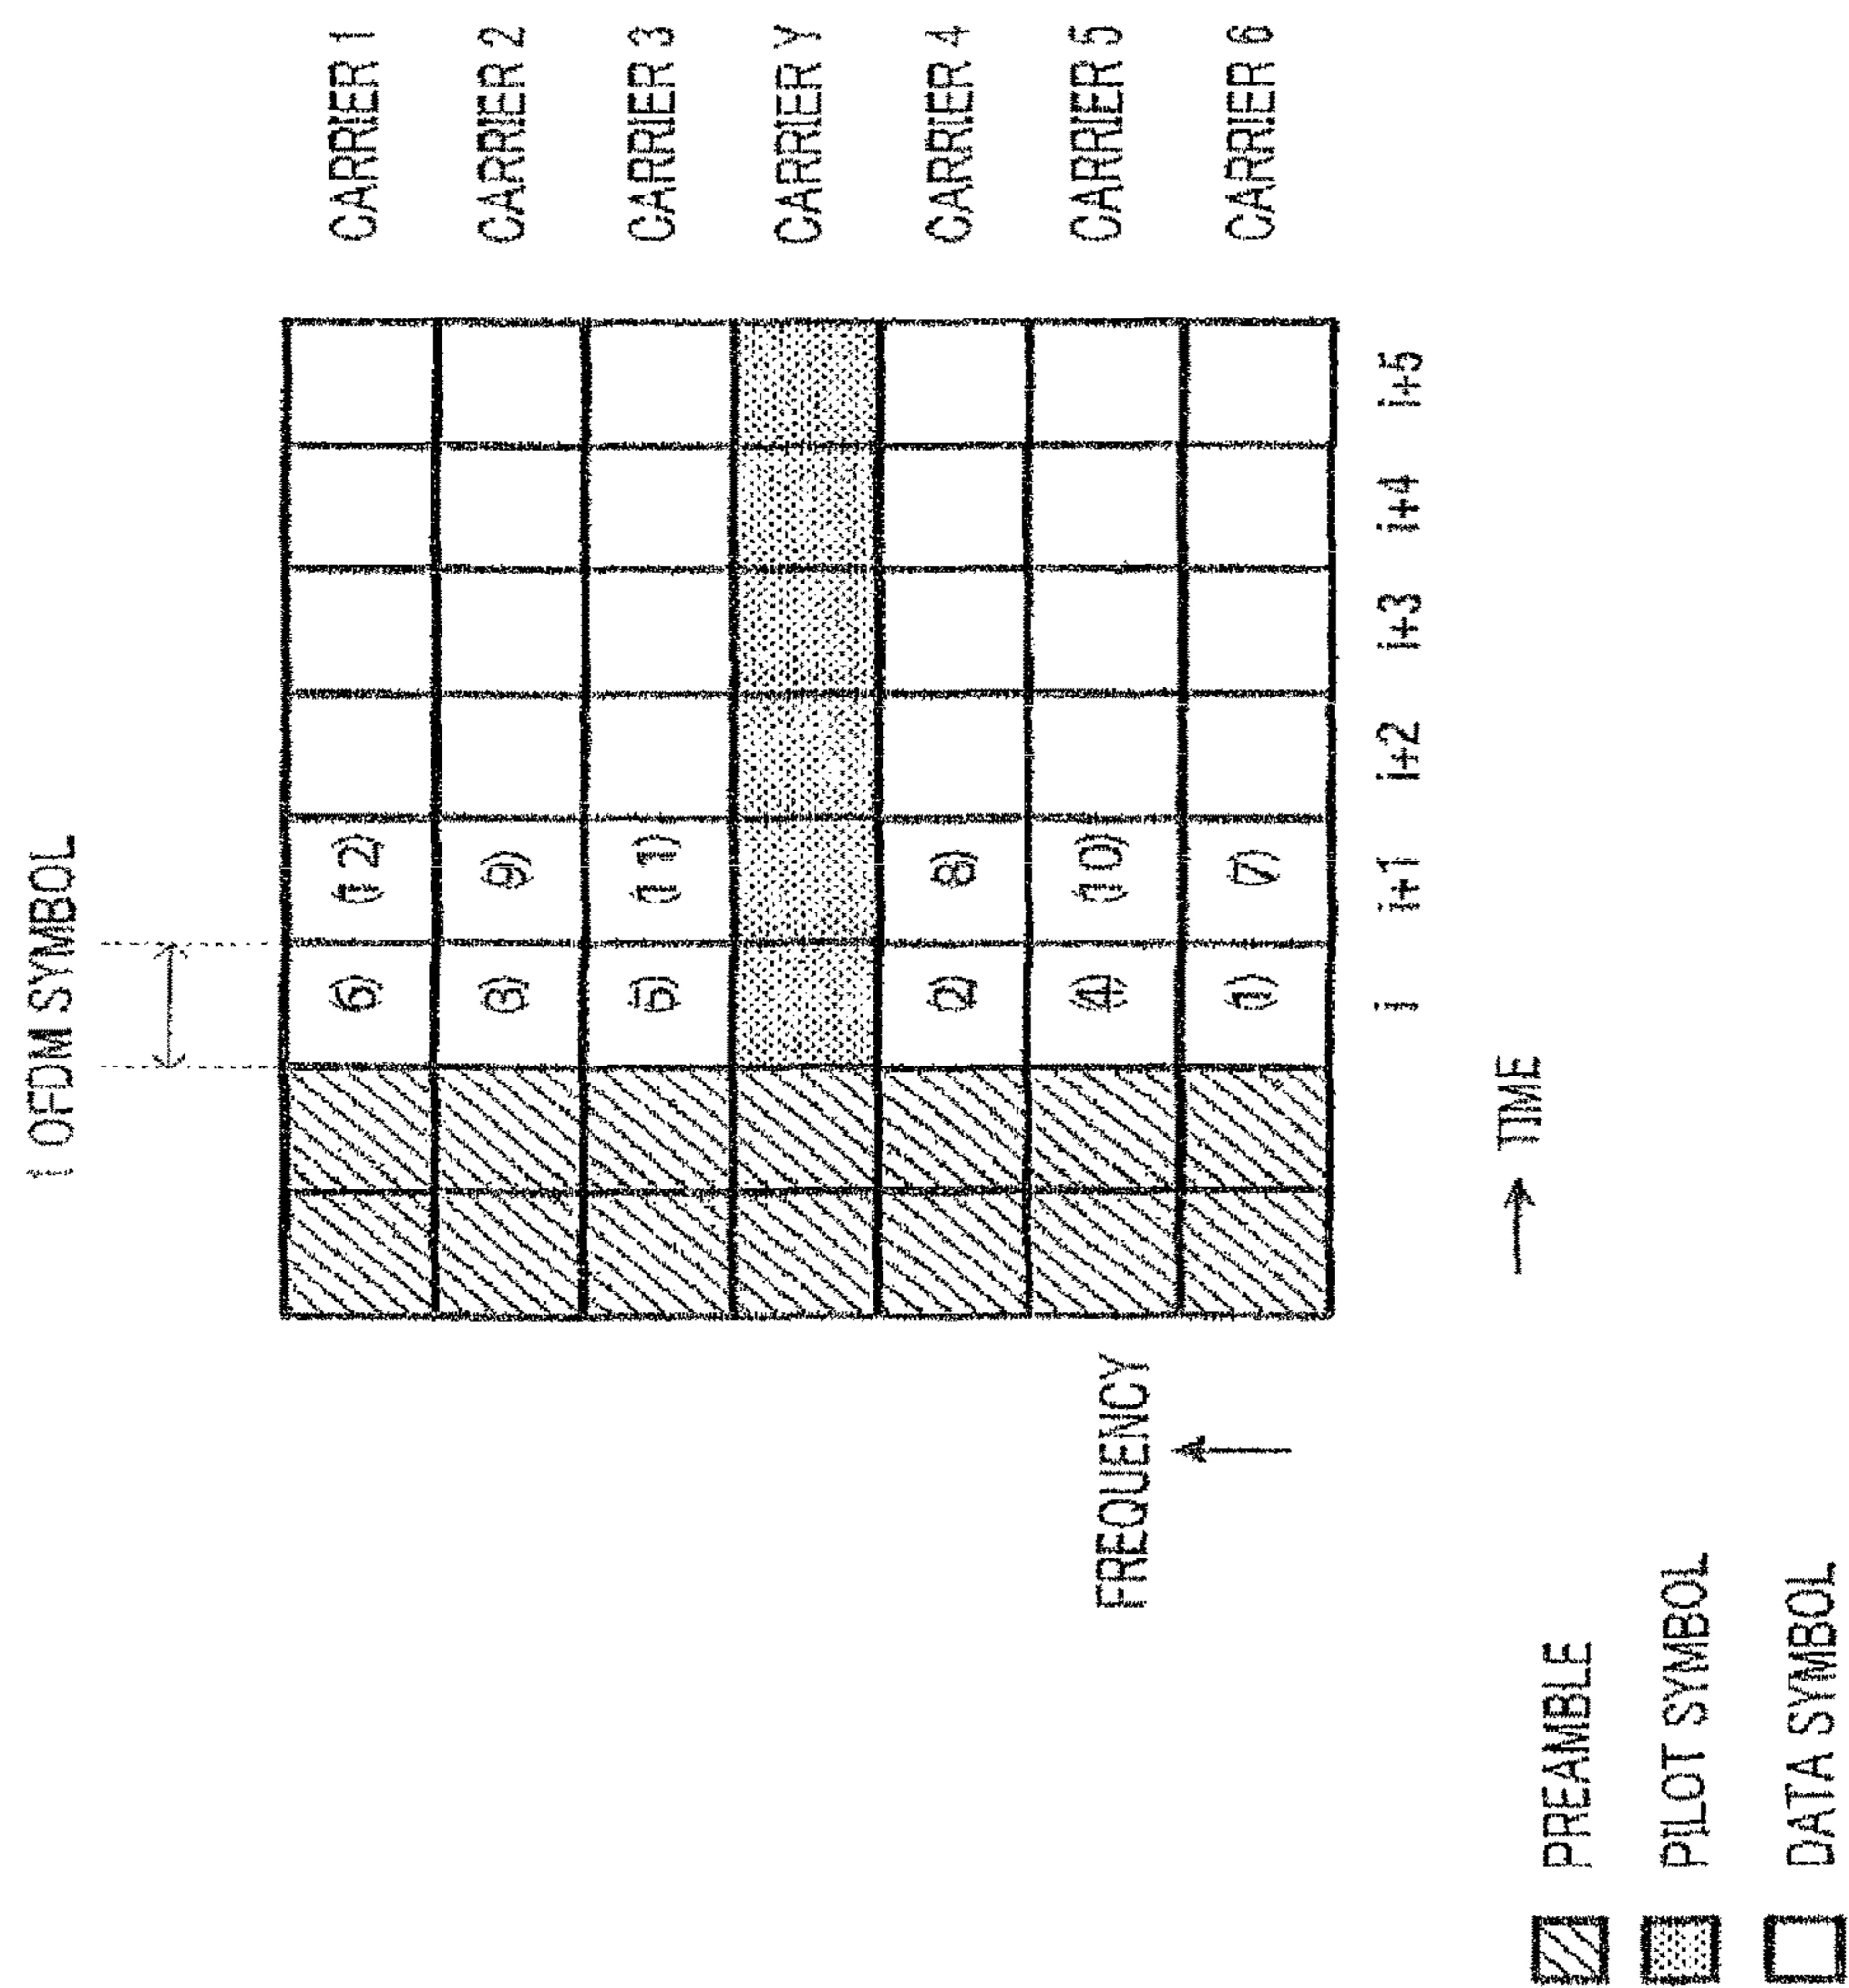 1 OFDM SYMBOL
(6) (12) CARRIER 1
(3) (9) CARRIER 2
(5) (11) CARRIER 3
CARRIER Y
(2) (8) CARRIER 4
FREQUENCY
(4) (10) CARRIER 5
(1) (7) CARRIER 6
i i+1 i+2 i+3 i+4 i+5
TIME
PREAMBLE
PILOT SYMBOL
DATA SYMBOL